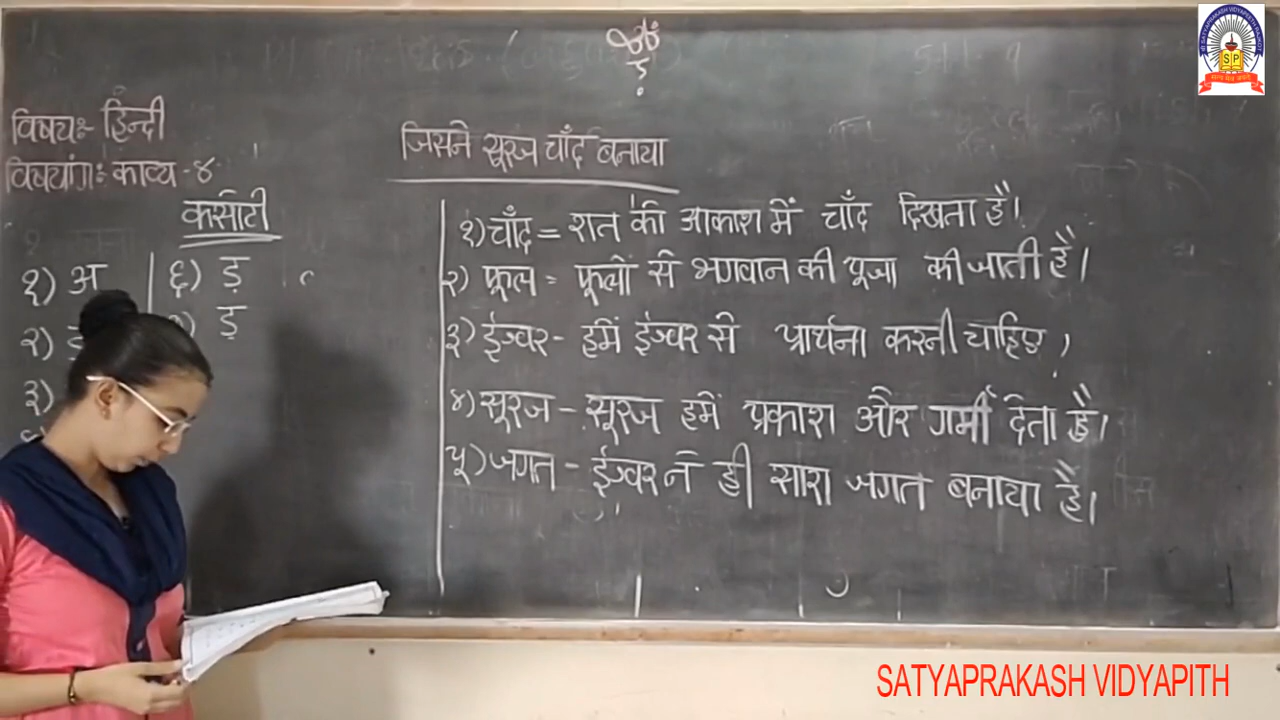 ॐ
विषयः- हिन्दी
विषयांगः काव्य-४
कसोटी
१) अ
२)
३)
६) ड़
ड़
जिसने सूरज चाँद बनाया
१) चाँद = रात की आकाश में चाँद दिखता है।
२) फूल = फूलों से भगवान की पूजा की जाती है।
३) ईश्वर - हमें ईश्वर से प्रार्थना करनी चाहिए,
४) सूरज - सूरज हमें प्रकाश और गर्मी देता है।
५) जगत - ईश्वर ने ही सारा जगत बनाया है।
SP
SATYAPRAKASH VIDYAPITH